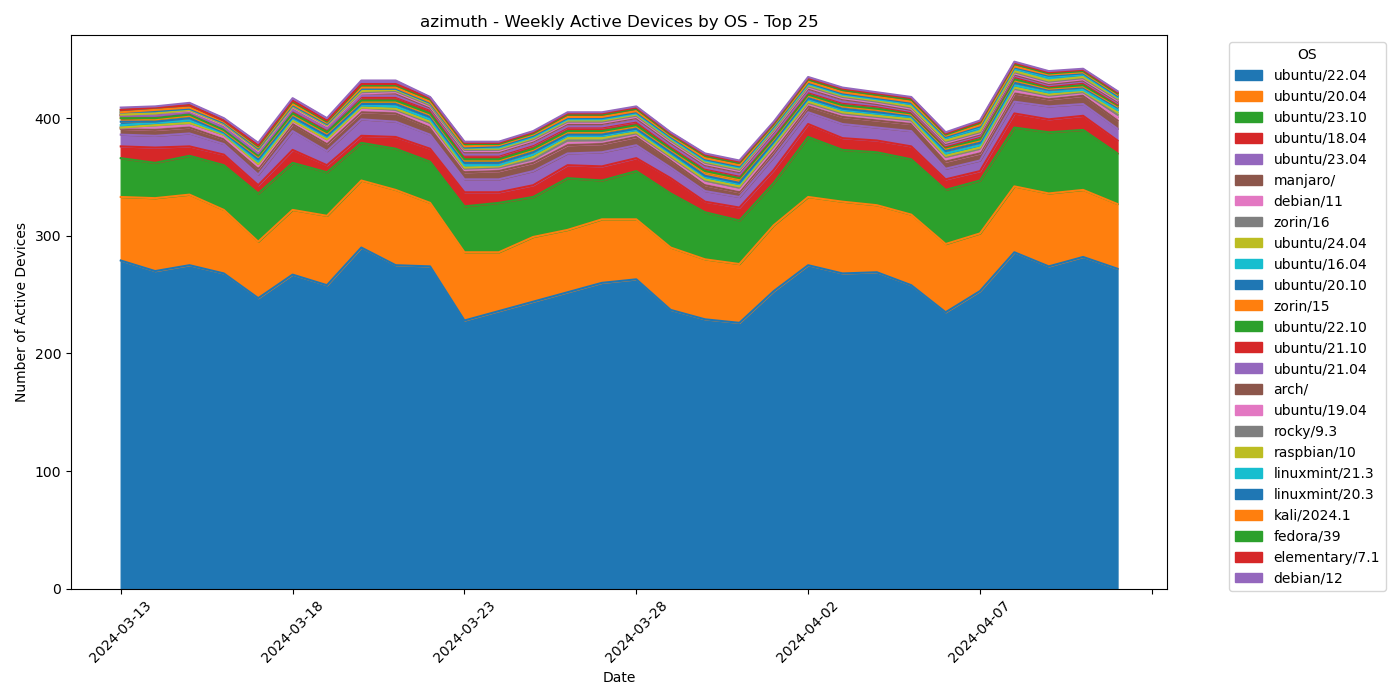 azimuth - Weekly Active Devices by OS - Top 25
Number of Active Devices
400
300
200
100
0
2024-03-13
2024-03-18
2024-03-23
2024-03-28
2024-04-02
2024-04-07
Date
OS
ubuntu/22.04
ubuntu/20.04
ubuntu/23.10
ubuntu/18.04
ubuntu/23.04
manjaro/
debian/11
zorin/16
ubuntu/24.04
ubuntu/16.04
ubuntu/20.10
zorin/15
ubuntu/22.10
ubuntu/21.10
ubuntu/21.04
arch/
ubuntu/19.04
rocky/9.3
raspbian/10
linuxmint/21.3
linuxmint/20.3
kali/2024.1
fedora/39
elementary/7.1
debian/12